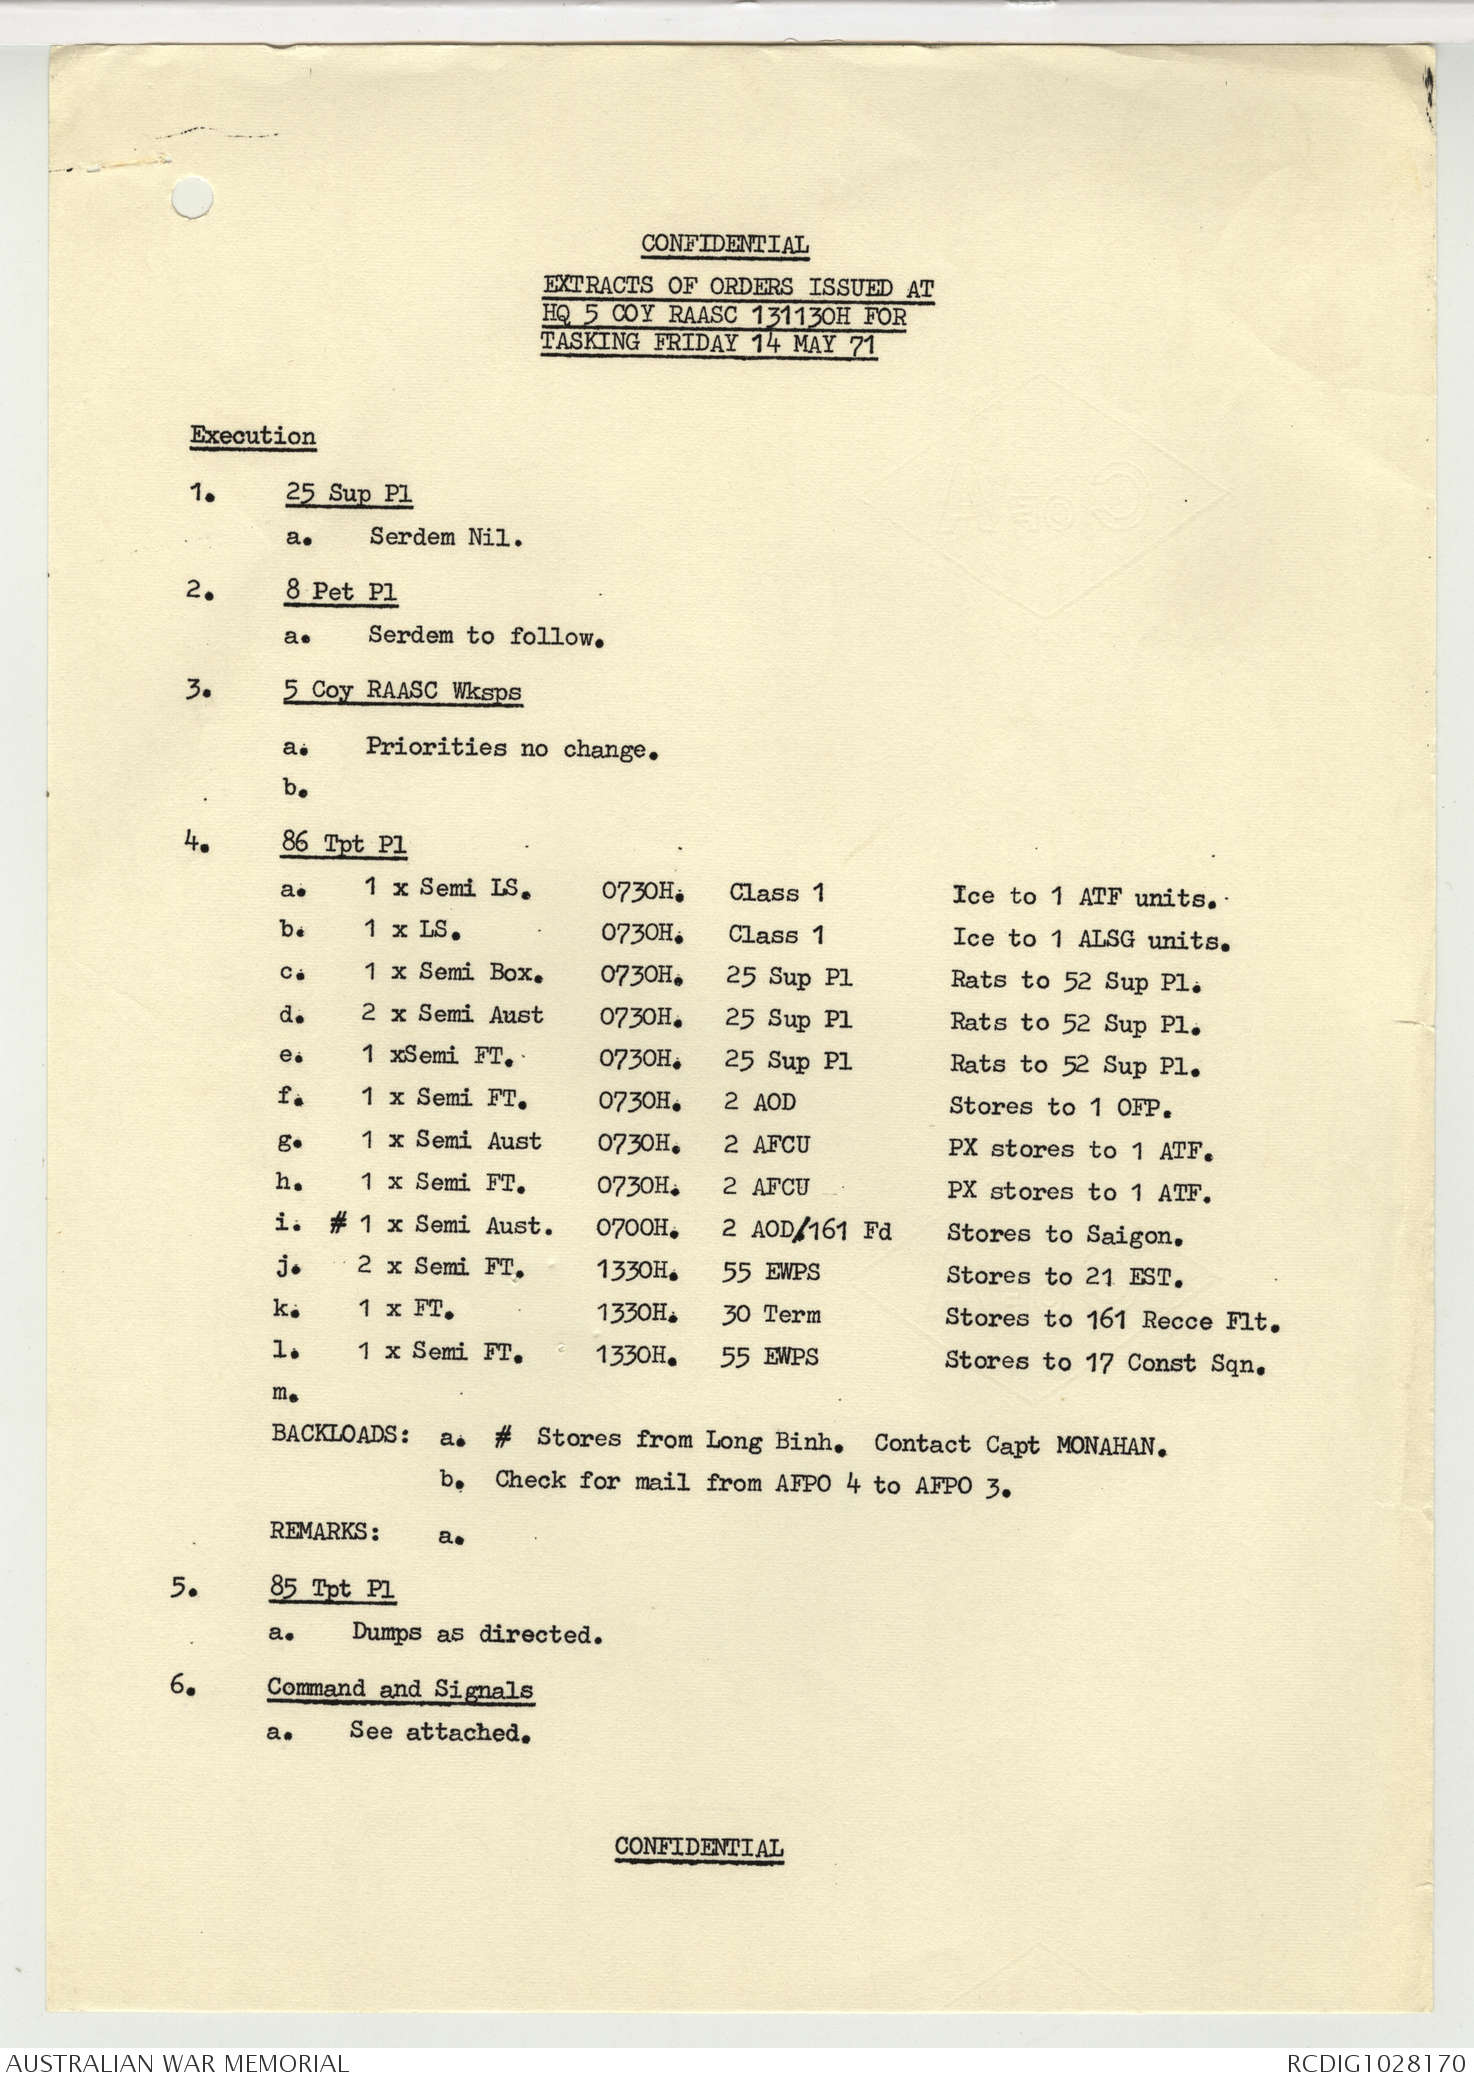 CONFIDENTIAL
EXTRACTS OF ORDERS ISSUED AT
HQ 5 COY RAASC 131130H FOR
TASKING FRIDAY 14 MAY 71
Execution
1. 25 Sup Pl
a. Serdem Nil.
2. 8 Pet Pl
a. Serdem to follow.
3. 5 Coy RAASC Wksps
a. Priorities no change.
b.
4. 86 Tpt Pl
a. 1 x Semi LS. 0730H. Class 1 Ice to 1 ATF units.
b. 1 x LS. 0730H. Class 1 Ice to 1 ALSG units.
c. 1 x Semi Box. 0730H. 25 Sup Pl Rats to 52 Sup Pl.
d. 2 x Semi Aust 0730H. 25 Sup Pl Rats to 52 Sup Pl.
e. 1 xSemi FT. 0730H. 25 Sup Pl Rats to 52 Sup Pl.
f. 1 x Semi FT. 0730H. 2 AOD Stores to 1 OFP.
g. 1 x Semi Aust 0730H. 2 AFCU PX stores to 1 ATF.
h. 1 x Semi FT. 0730H. 2 AFCU PX stores to 1 ATF.
i. # 1 x Semi Aust. 0700H. 2 AOD/161 Fd Stores to Saigon.
j. 2 x Semi FT. 1330H. 55 EWPS Stores to 21 EST.
k. 1 x FT. 1330H. 30 Term Stores to 161 Recce Flt.
l. 1 x Semi FT. 1330H. 55 EWPS Stores to 17 Const Sqn.
m.
BACKLOADS: a. # Stores from Long Binh. Contact Capt MONAHAN.
b. Check for mail from AFPO 4 to AFPO 3.
REMARKS: a.
5. 85 Tpt Pl
a. Dumps as directed.
6. Command and Signals
a. See attached.
CONFIDENTIAL
AUSTRALIAN WAR MEMORIAL RCDIG1028170